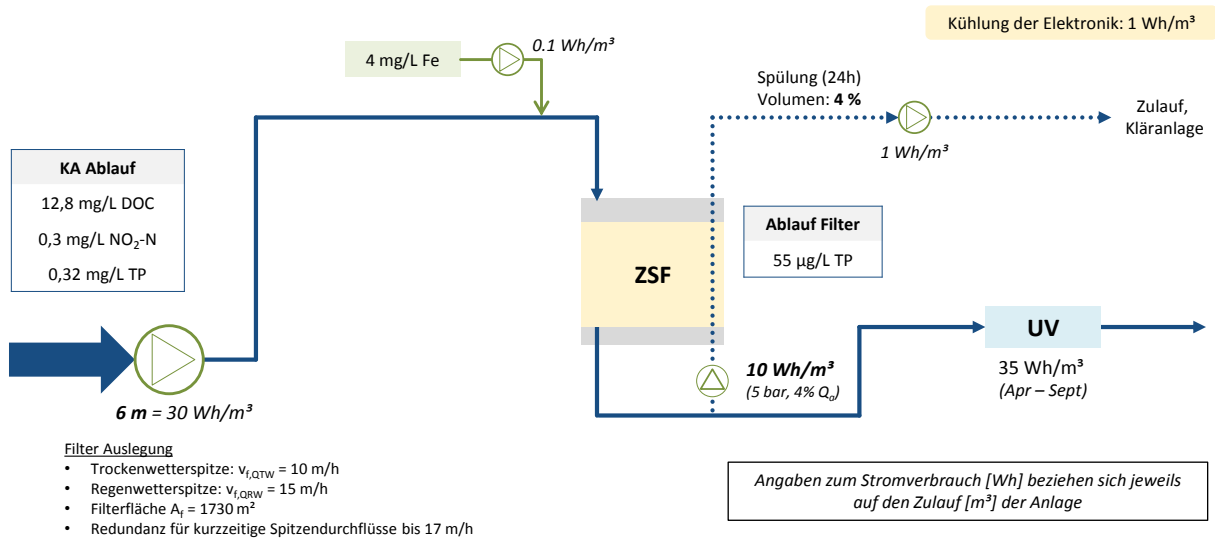 Kühlung der Elektronik: 1 Wh/m³
0.1 Wh/m³
4 mg/L Fe
Spülung (24h)
Volumen: 4 %
1 Wh/m³
Zulauf,
Kläranlage
KA Ablauf
12,8 mg/L DOC
0,3 mg/L NO₂-N
0,32 mg/L TP
ZSF
Ablauf Filter
55 µg/L TP
UV
35 Wh/m³
(Apr – Sept)
10 Wh/m³
(5 bar, 4% Qₐ)
6 m = 30 Wh/m³
Filter Auslegung
• Trockenwetterspitze: v_f,QTW = 10 m/h
• Regenwetterspitze: v_f,QRW = 15 m/h
• Filterfläche A_f = 1730 m²
• Redundanz für kurzzeitige Spitzendurchflüsse bis 17 m/h
Angaben zum Stromverbrauch [Wh] beziehen sich jeweils
auf den Zulauf [m³] der Anlage